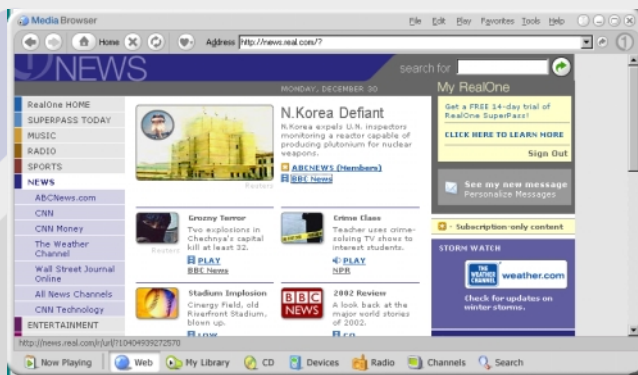 Media Browser
File Edit Play Favorites Tools Help
Home Address http://news.real.com/?
NEWS
search for
MONDAY, DECEMBER 30
My RealOne
RealOne HOME
SUPERPASS TODAY
MUSIC
RADIO
SPORTS
NEWS
ABCNews.com
CNN
CNN Money
The Weather
Channel
Wall Street Journal
Online
All News Channels
CNN Technology
ENTERTAINMENT
N.Korea Defiant
N.Korea expels U.N. inspectors
monitoring a reactor capable of
producing plutonium for nuclear
weapons.
ABCNEWS (Members)
BBC News
Reuters
Grozny Terror
Two explosions in
Chechnya's capital
kill at least 32.
PLAY
BBC News
Reuters
Crime Class
Teacher uses crime-
solving TV shows to
interest students.
PLAY
NPR
Stadium Implosion
Cinergy Field, old
Riverfront Stadium,
blown up.
LOW
BBC
NEWS
2002 Review
A look back at the
major world stories
of 2002.
GO
Get a FREE 14-day trial of
RealOne SuperPass!
CLICK HERE TO LEARN MORE
Sign Out
See my new message
Personalize Messages
- Subscription-only content
STORM WATCH
THE
WEATHER
CHANNEL
weather.com
Check for updates on
winter storms.
http://news.real.com/r/url/?10404939272570
Now Playing Web My Library CD Devices Radio Channels Search